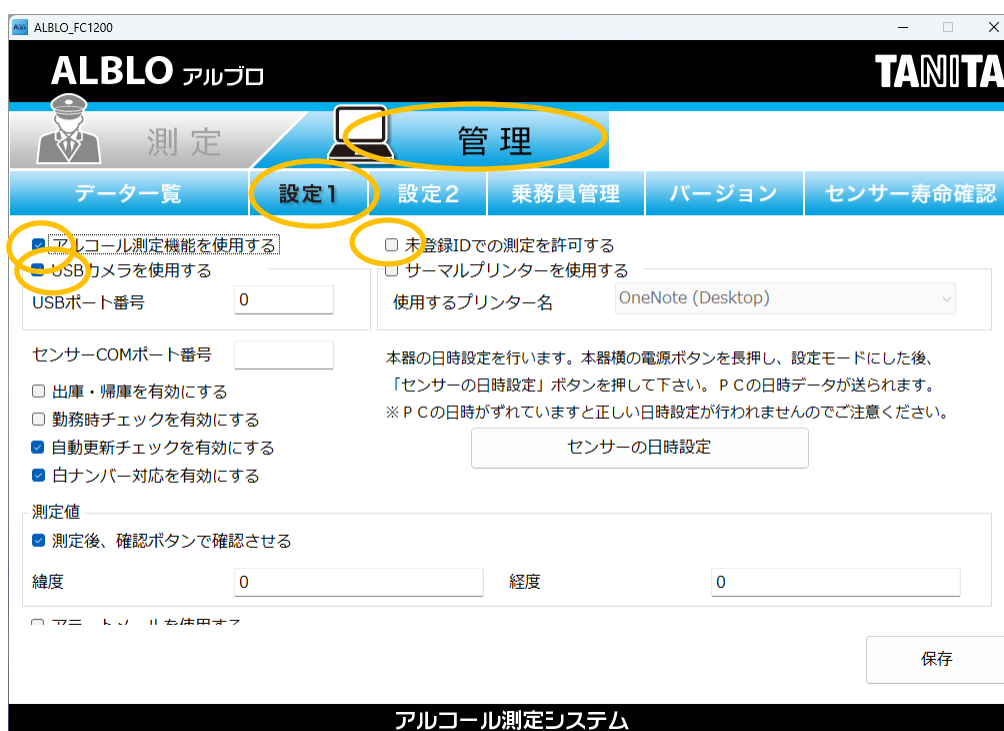 ALBLO_FC1200
ALBLO アルブロ
TANITA
測定
管理
データ一覧 設定1 設定2 乗務員管理 バージョン センサー寿命確認
アルコール測定機能を使用する
未登録IDでの測定を許可する
USBカメラを使用する
サーマルプリンターを使用する
USBポート番号 0
使用するプリンター名 OneNote (Desktop)
センサーCOMポート番号
本器の日時設定を行います。本器横の電源ボタンを長押し、設定モードにした後、
「センサーの日時設定」ボタンを押して下さい。ＰＣの日時データが送られます。
※ＰＣの日時がずれていますと正しい日時設定が行われませんのでご注意ください。
出庫・帰庫を有効にする
勤務時チェックを有効にする
自動更新チェックを有効にする
白ナンバー対応を有効にする
センサーの日時設定
測定値
測定後、確認ボタンで確認させる
緯度 0
経度 0
アラートメールを使用する
保存
アルコール測定システム